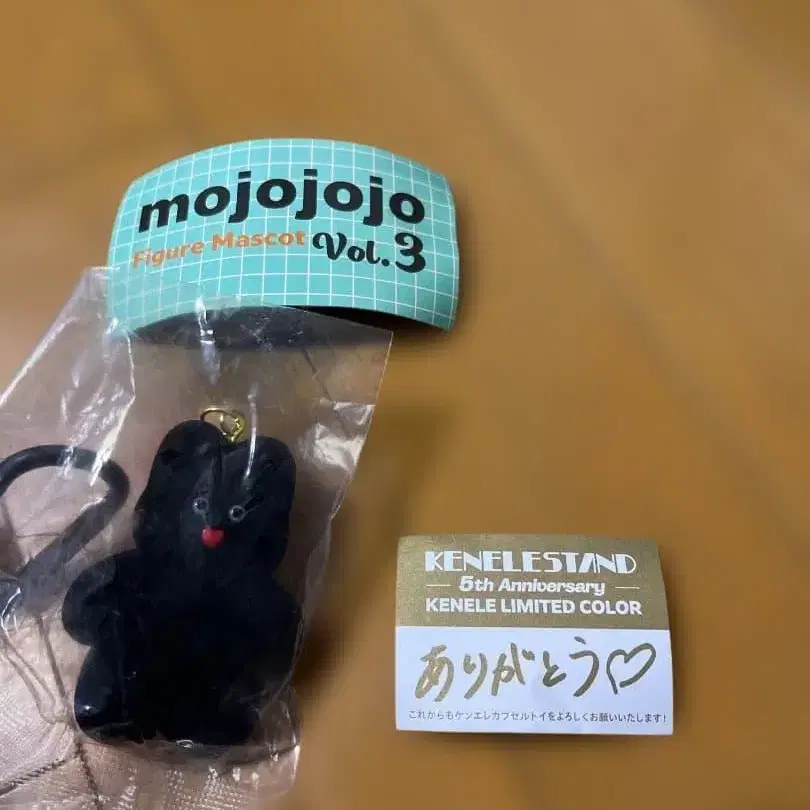 mojojojo
Figure Mascot Vol.3
KENELESTAND
5th Anniversary
KENELE LIMITED COLOR
ありがとう♡
これからもケンエレカプセルトイをよろしくお願いいたします！